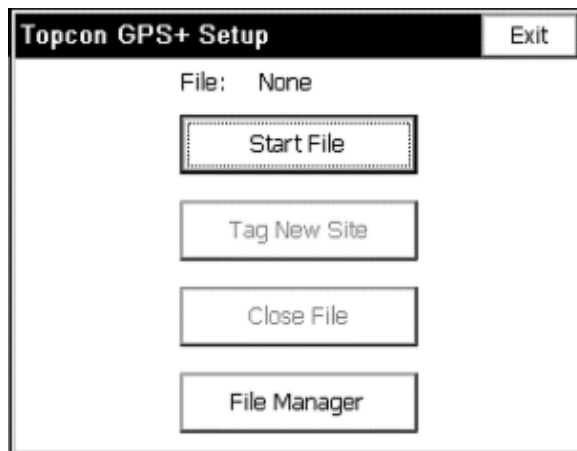 Topcon GPS+ Setup Exit
File: None
Start File
Tag New Site
Close File
File Manager